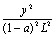 y²
(1−a)² L²